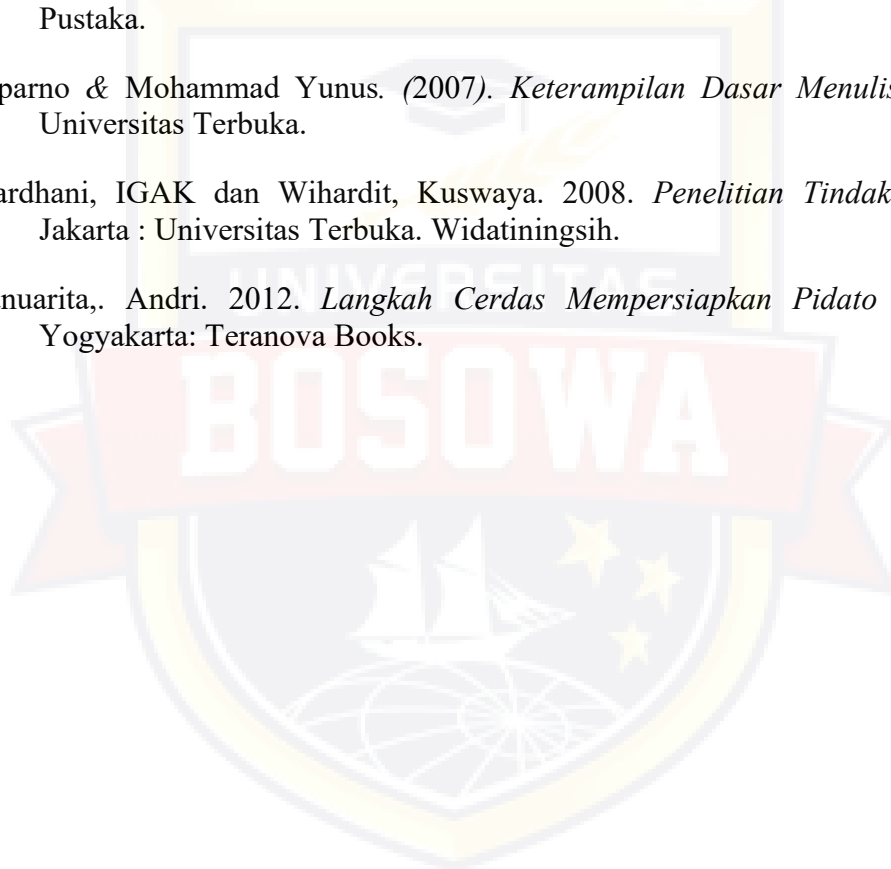 Pustaka.
parno & Mohammad Yunus. (2007). Keterampilan Dasar Menulis
Universitas Terbuka.
ardhani, IGAK dan Wihardit, Kuswaya. 2008. Penelitian Tindak
Jakarta : Universitas Terbuka. Widatiningsih.
nuarita,. Andri. 2012. Langkah Cerdas Mempersiapkan Pidato
Yogyakarta: Teranova Books.
UNIVERSITAS
BOSOWA